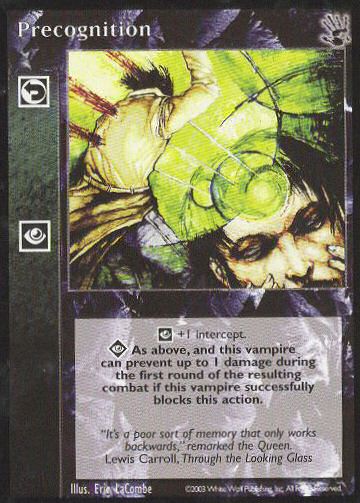 Precognition
+1 intercept.
As above, and this vampire
can prevent up to 1 damage during
the first round of the resulting
combat if this vampire successfully
blocks this action.
"It's a poor sort of memory that only works
backwards," remarked the Queen.
Lewis Carroll, Through the Looking Glass
Illus. Eric LaCombe ©2003 White Wolf Publishing, Inc. All Rights Reserved.